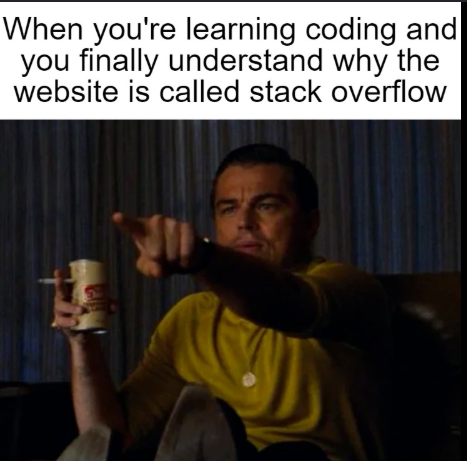 When you're learning coding and
you finally understand why the
website is called stack overflow